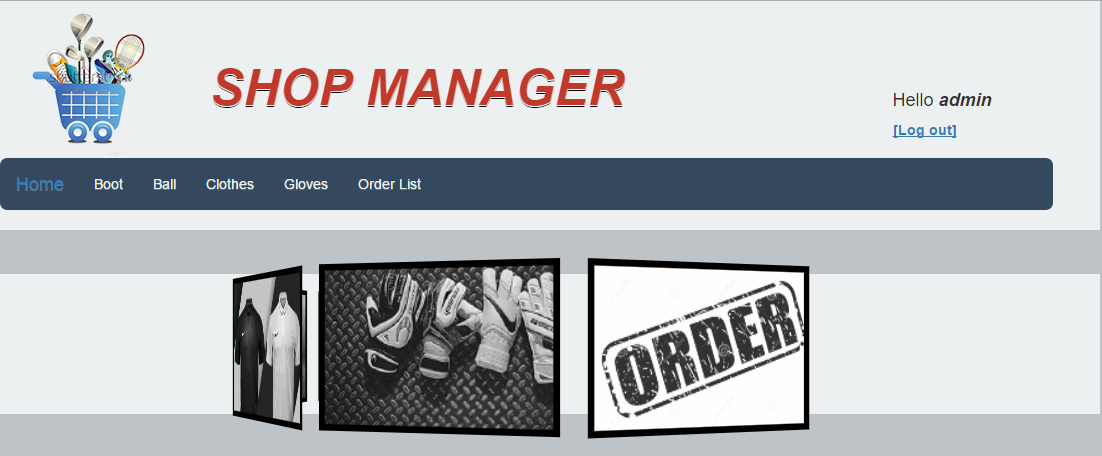 SHOP MANAGER
Hello admin
[Log out]
Home Boot Ball Clothes Gloves Order List
ORDER